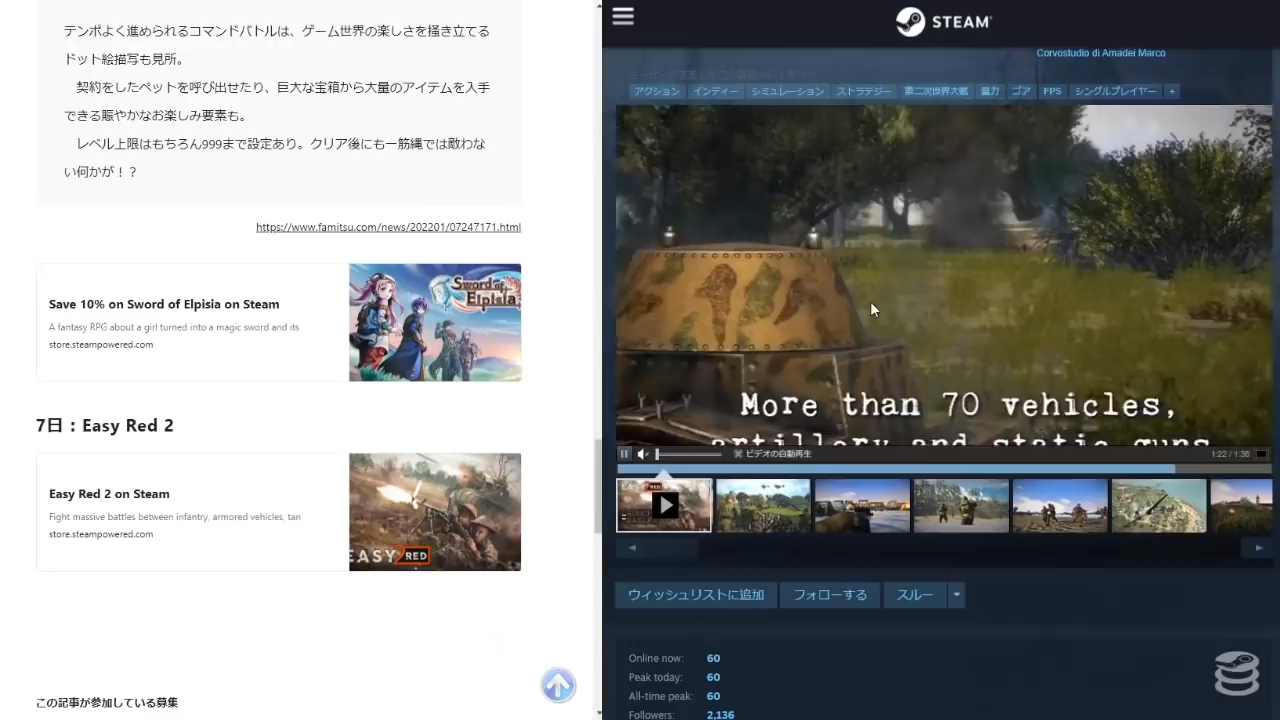 テンポよく進められるコマンドバトルは、ゲーム世界の楽しさを掻き立てる
ドット絵描写も見所。
契約をしたペットを呼び出せたり、巨大な宝箱から大量のアイテムを入手
できる賑やかなお楽しみ要素も。
レベル上限はもちろん999まで設定あり。クリア後にも一筋縄では敵わな
い何かが！？
https://www.famitsu.com/news/202201/07247171.html
Save 10% on Sword of Elpisia on Steam
A fantasy RPG about a girl turned into a magic sword and its
store.steampowered.com
Sword of
Elpisia
7日：Easy Red 2
Easy Red 2 on Steam
Fight massive battles between infantry, armored vehicles, tan
store.steampowered.com
EASY 2 RED
この記事が参加している募集
STEAM
Corvostudio di Amadei Marco
アクション インディー シミュレーション ストラテジー 第二次世界大戦 暴力 ゴア FPS シングルプレイヤー +
More than 70 vehicles,
artillery and static guns
ビデオの自動再生
1:22 / 1:36
ウィッシュリストに追加 フォローする スルー
Online now: 60
Peak today: 60
All-time peak: 60
Followers: 2,136